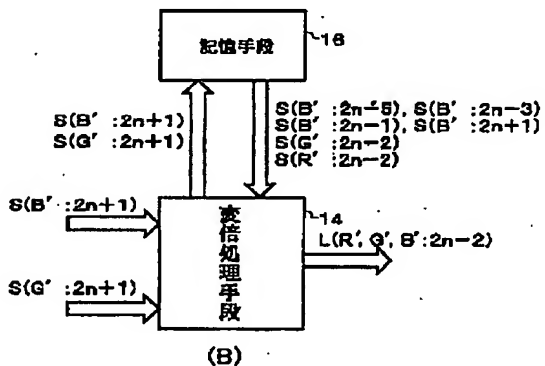 記憶手段
16
S(B' :2n+1)
S(G' :2n+1)
S(B' :2n-5), S(B' :2n-3)
S(B' :2n-1), S(B' :2n+1)
S(G' :2n-2)
S(R' :2n-2)
S(B' :2n+1)
S(G' :2n+1)
変倍処理手段
14
L(R', G', B' :2n-2)
(B)